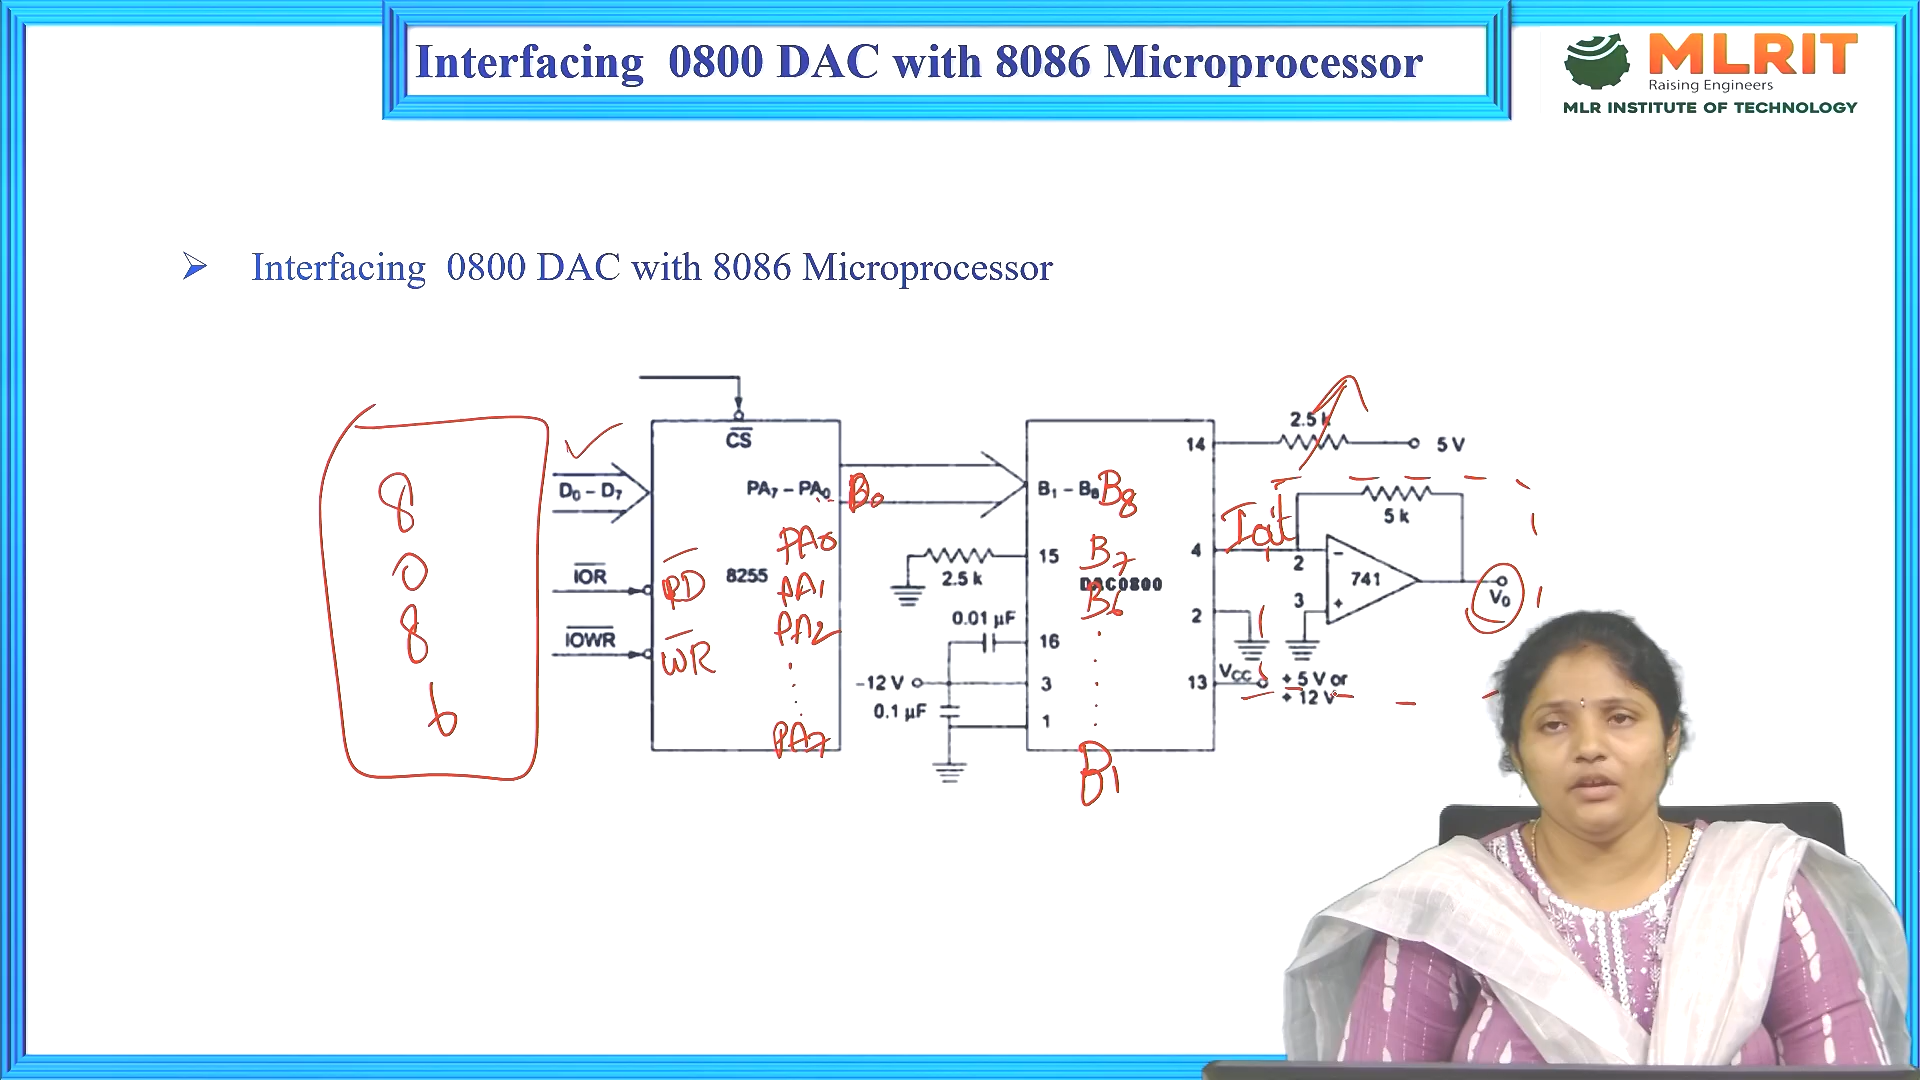 Interfacing 0800 DAC with 8086 Microprocessor
MLRIT
Raising Engineers
MLR INSTITUTE OF TECHNOLOGY
➢ Interfacing 0800 DAC with 8086 Microprocessor
8
0
8
6
D₀ – D₇
IOR
IOWR
CS
PA₇ – PA₀
B₀
PA0
8255
PA1
PA2
PA7
RD
WR
2.5 k
0.01 µF
-12 V
0.1 µF
B₁ – B₈
B8
15
B7
DAC0800
B6
16
3
1
B1
14
4
2
13
2.5 k
5 V
Iout
5 k
2
-
741
3
+
V₀
VCC
+ 5 V or
+ 12 V